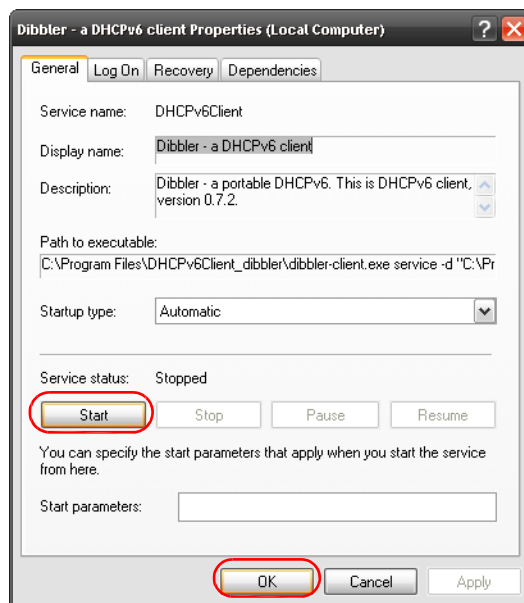 Dibbler - a DHCPv6 client Properties (Local Computer)
General Log On Recovery Dependencies
Service name: DHCPv6Client
Display name: Dibbler - a DHCPv6 client
Description: Dibbler - a portable DHCPv6. This is DHCPv6 client,
version 0.7.2.
Path to executable:
C:\Program Files\DHCPv6Client_dibbler\dibbler-client.exe service -d "C:\Pr
Startup type: Automatic
Service status: Stopped
Start Stop Pause Resume
You can specify the start parameters that apply when you start the service
from here.
Start parameters:
OK Cancel Apply